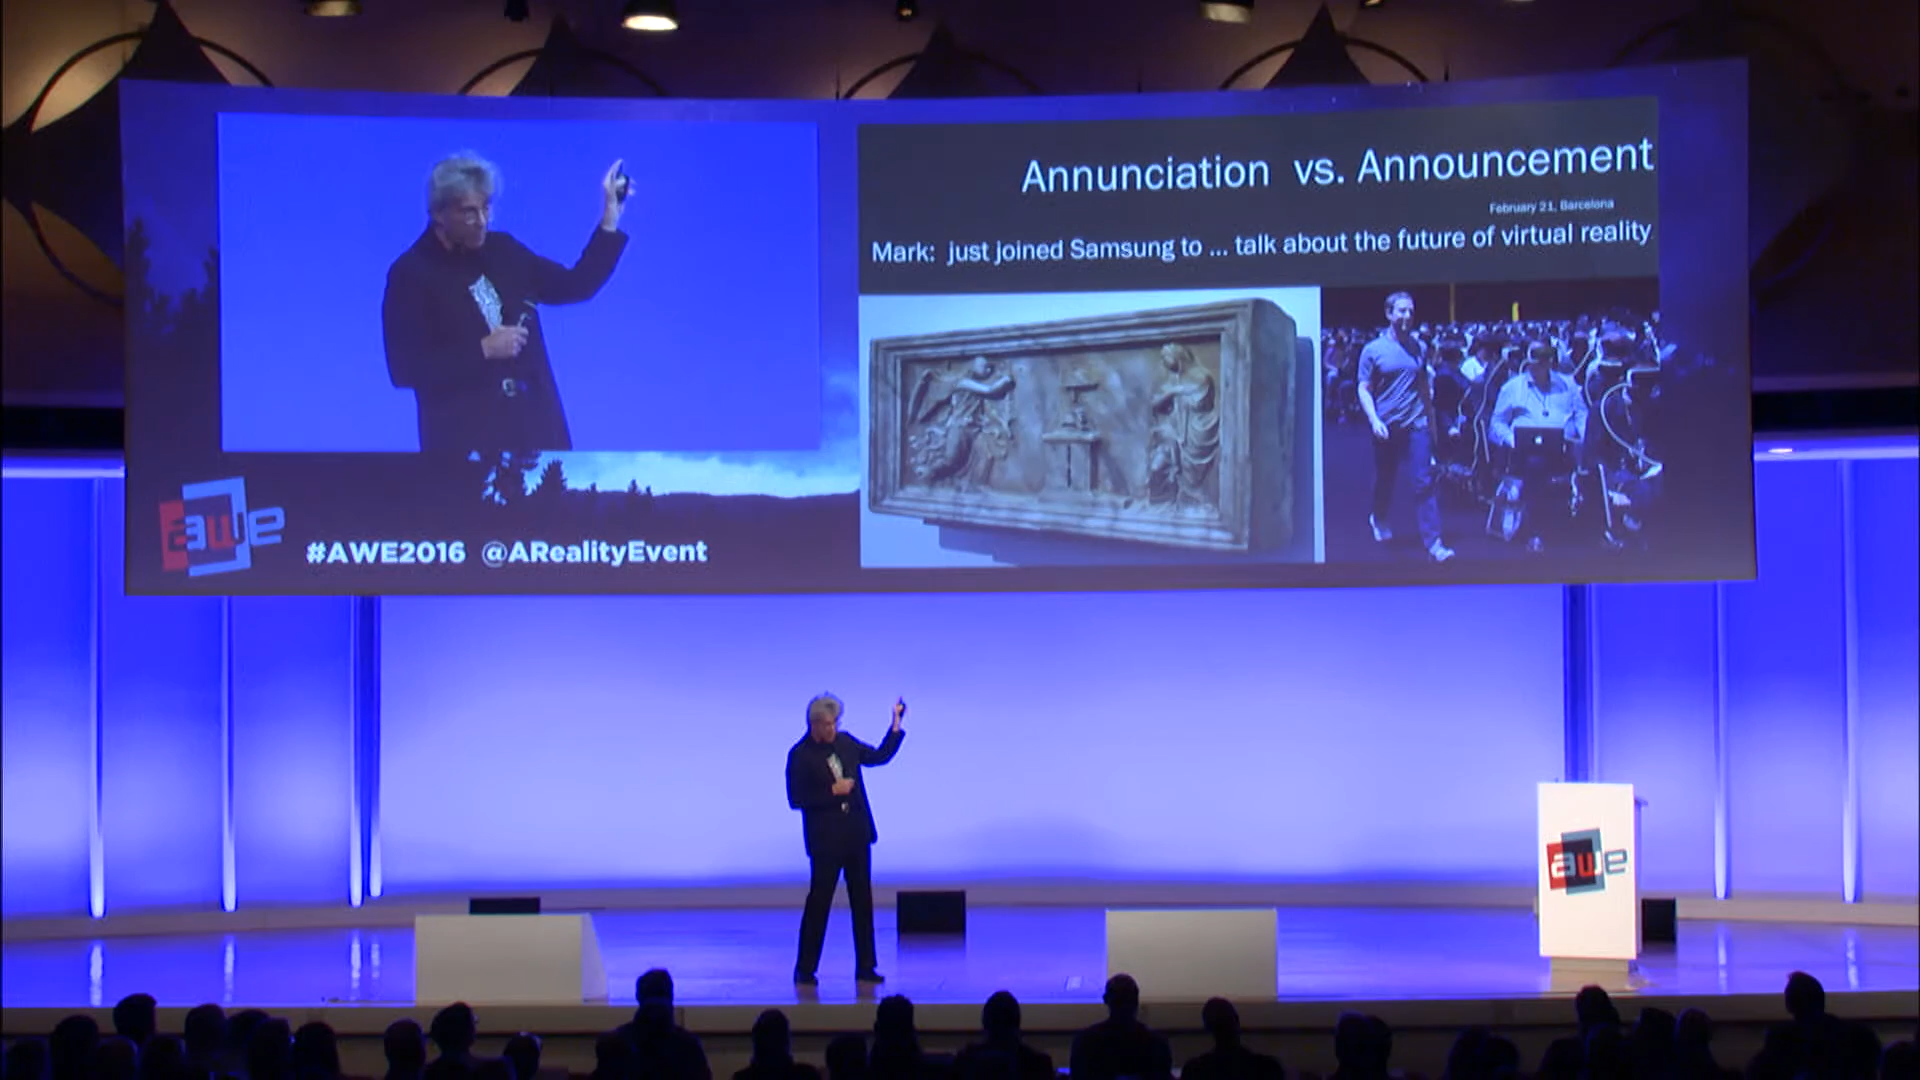 Annunciation vs. Announcement
February 21, Barcelona
Mark: just joined Samsung to ... talk about the future of virtual reality
awe
#AWE2016 @ARealityEvent
awe